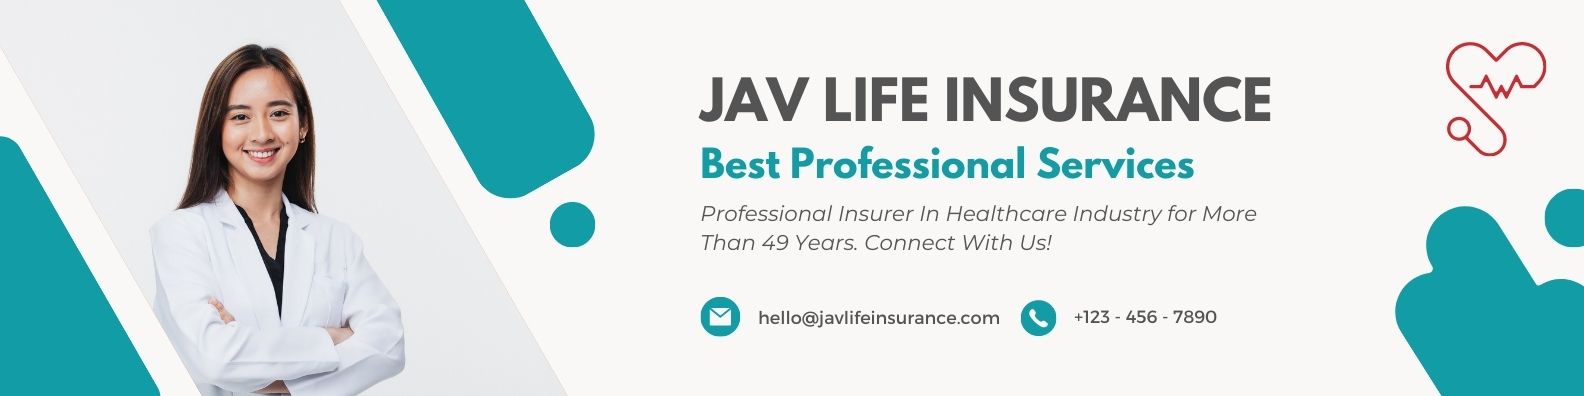 JAV LIFE INSURANCE
Best Professional Services
Professional Insurer In Healthcare Industry for More
Than 49 Years. Connect With Us!
hello@javlifeinsurance.com +123 - 456 - 7890